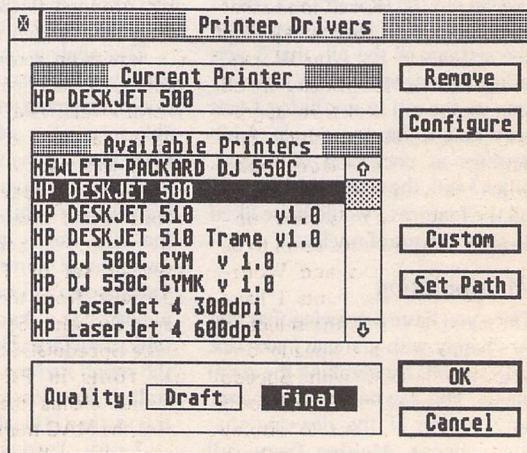 Printer Drivers
Current Printer
HP DESKJET 500
Remove
Configure
Available Printers
HEWLETT-PACKARD DJ 550C
HP DESKJET 500
HP DESKJET 510 v1.0
HP DESKJET 510 Trame v1.0
HP DJ 500C CYM v 1.0
HP DJ 550C CYMK v 1.0
HP LaserJet 4 300dpi
HP LaserJet 4 600dpi
Custom
Set Path
Quality: Draft Final
OK
Cancel